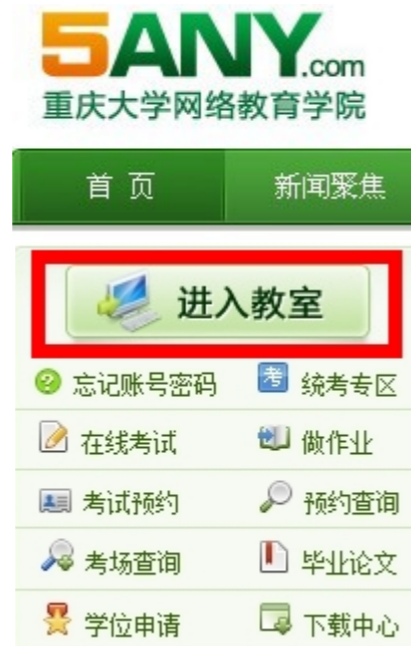 5ANY.com
重庆大学网络教育学院
首 页 新闻聚焦
进入教室
忘记账号密码 考 统考专区
在线考试 做作业
考试预约 预约查询
考场查询 毕业论文
学位申请 下载中心